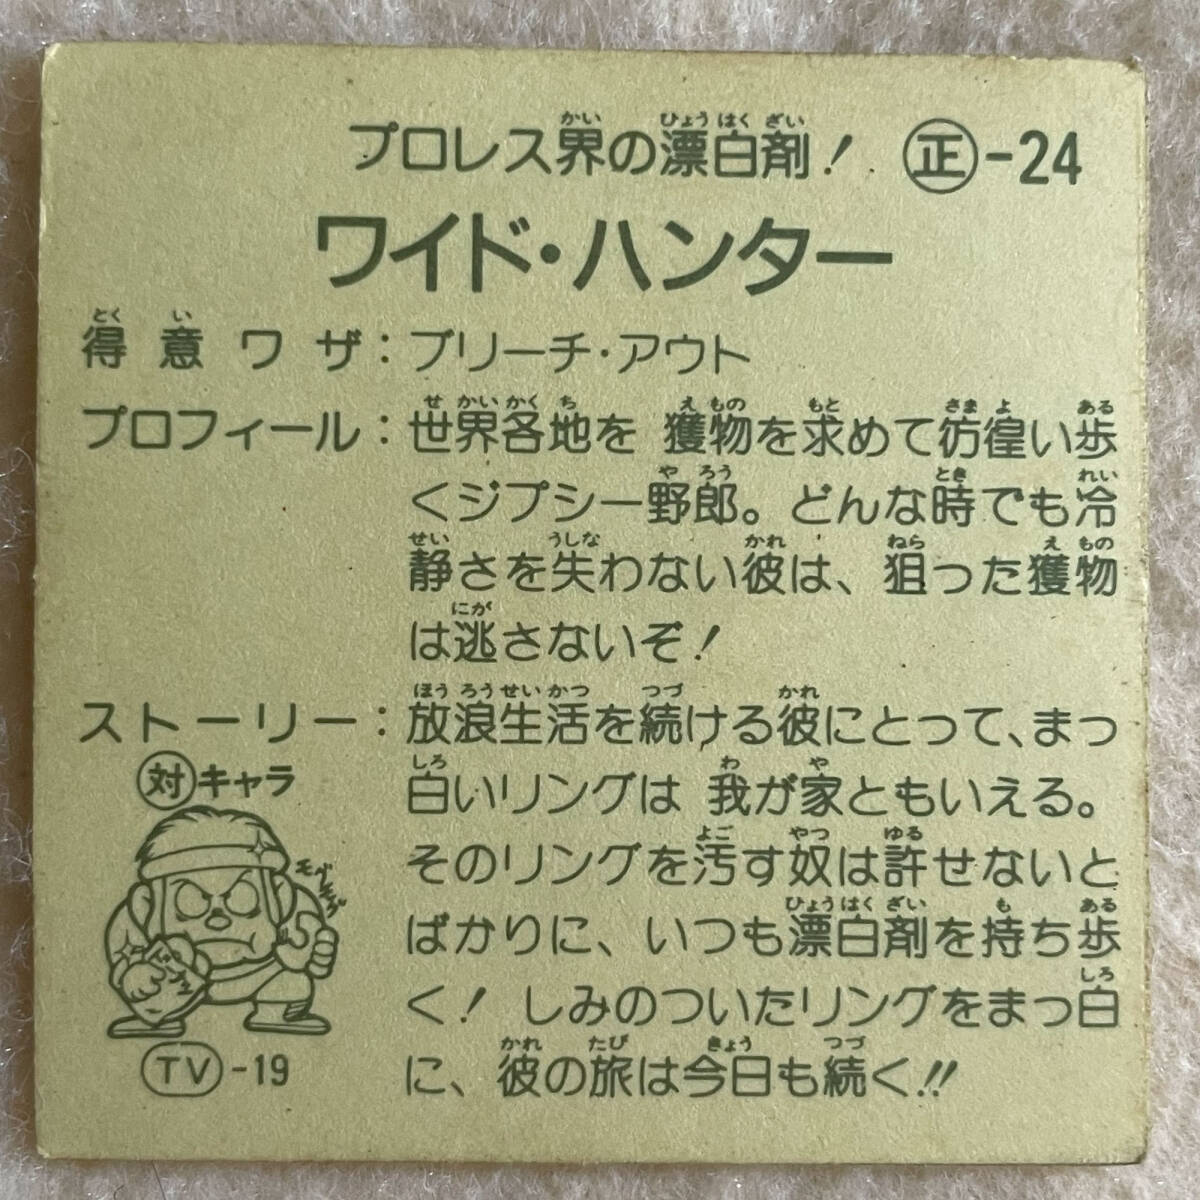 プロレス界の漂白剤! 正-24
ワイド・ハンター
得意ワザ:ブリーチ・アウト
プロフィール:世界各地を獲物を求めて彷徨い歩
くジプシー野郎。どんな時でも冷
静さを失わない彼は、狙った獲物
は逃さないぞ!
ストーリー:放浪生活を続ける彼にとって、まっ
白いリングは我が家ともいえる。
そのリングを汚す奴は許せないと
ばかりに、いつも漂白剤を持ち歩
く! しみのついたリングをまっ白
に、彼の旅は今日も続く!!
対キャラ
TV-19